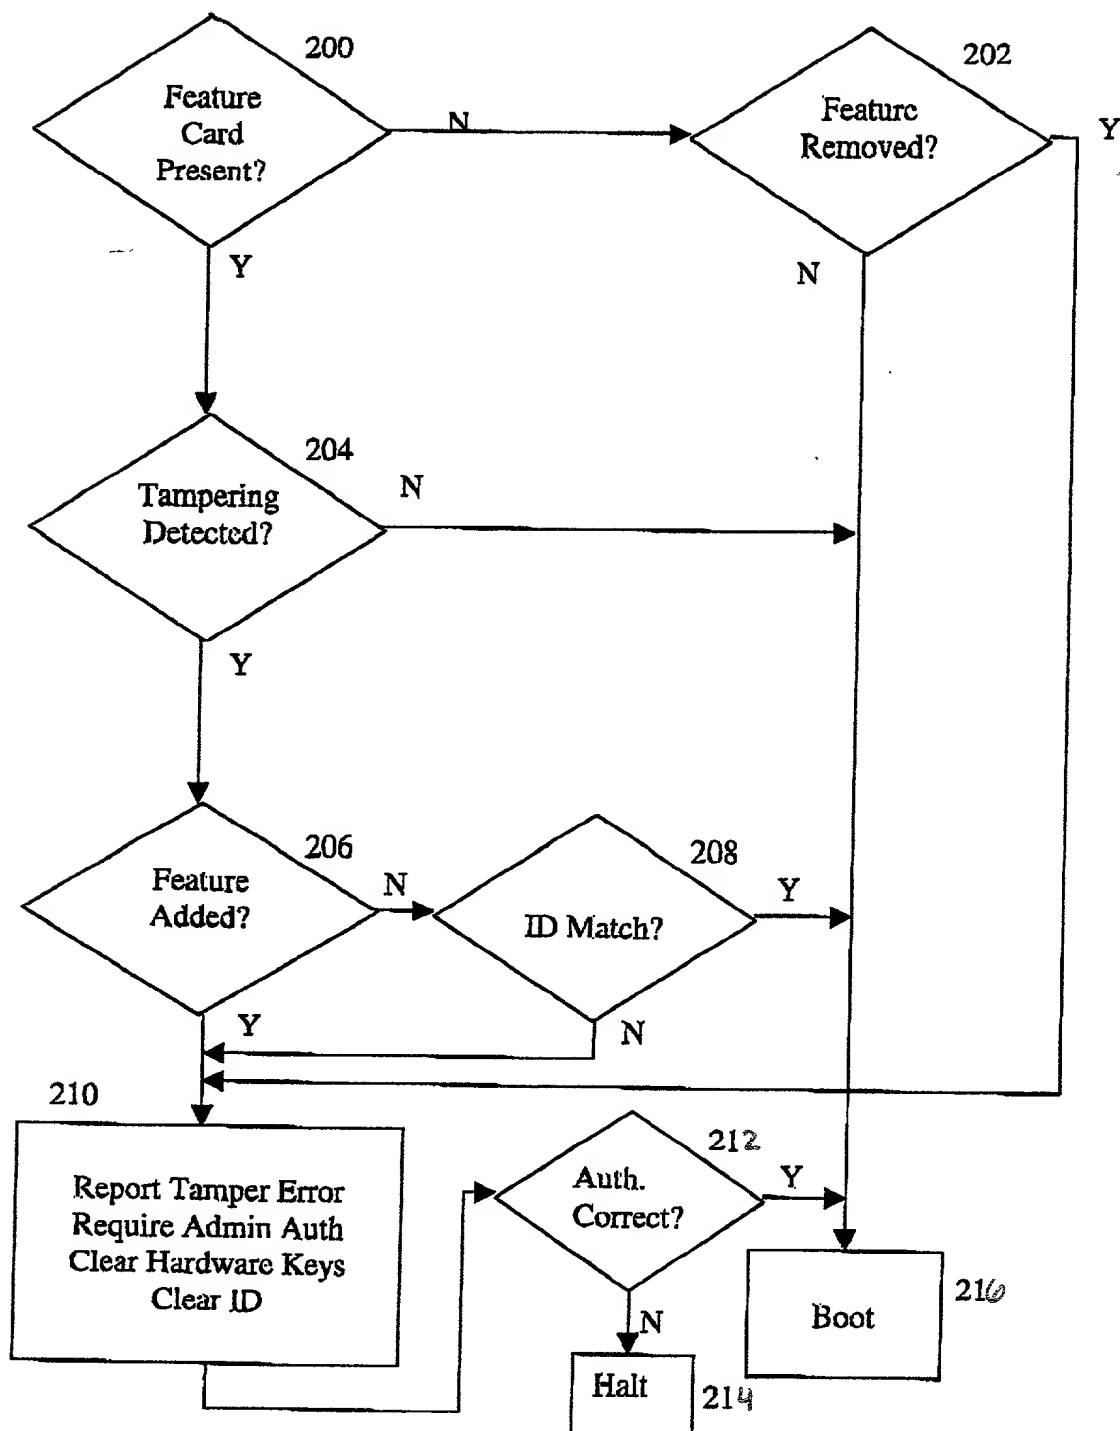 200
Feature
Card
Present?
N
202
Feature
Removed?
Y
Y
N
204
Tampering
Detected?
N
Y
206
Feature
Added?
N
208
ID Match?
Y
Y
N
210
Report Tamper Error
Require Admin Auth
Clear Hardware Keys
Clear ID
212
Auth.
Correct?
Y
N
Halt
214
Boot
216